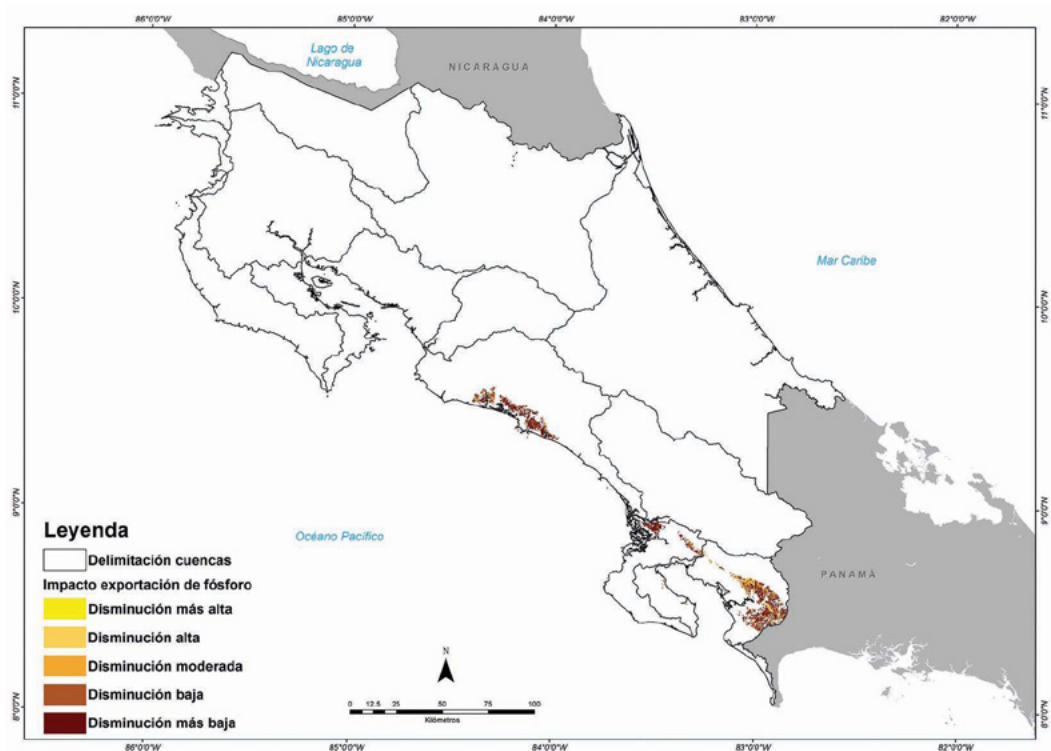 86°0'0"W 85°0'0"W 84°0'0"W 83°0'0"W 82°0'0"W
11°0'0"N
10°0'0"N
9°0'0"N
8°0'0"N
Lago de
Nicaragua
NICARAGUA
Mar Caribe
Océano Pacífico
PANAMÁ
11°0'0"N
10°0'0"N
9°0'0"N
8°0'0"N
Leyenda
Delimitación cuencas
Impacto exportación de fósforo
Disminución más alta
Disminución alta
Disminución moderada
Disminución baja
Disminución más baja
N
0 12.5 25 50 75 100
Kilómetros
86°0'0"W 85°0'0"W 84°0'0"W 83°0'0"W 82°0'0"W